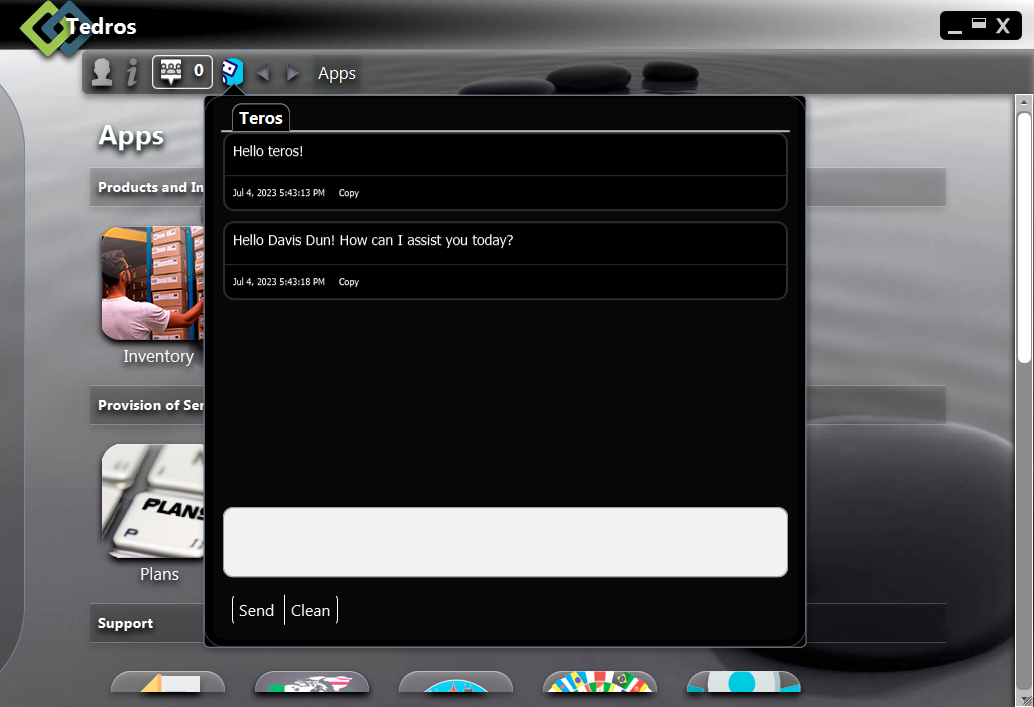 Tedros
0
Apps
Apps
Teros
Hello teros!
Jul 4, 2023 5:43:13 PM Copy
Hello Davis Dun! How can I assist you today?
Jul 4, 2023 5:43:18 PM Copy
Send Clean
Products and In
Inventory
Provision of Ser
PLANS
P
Plans
Support